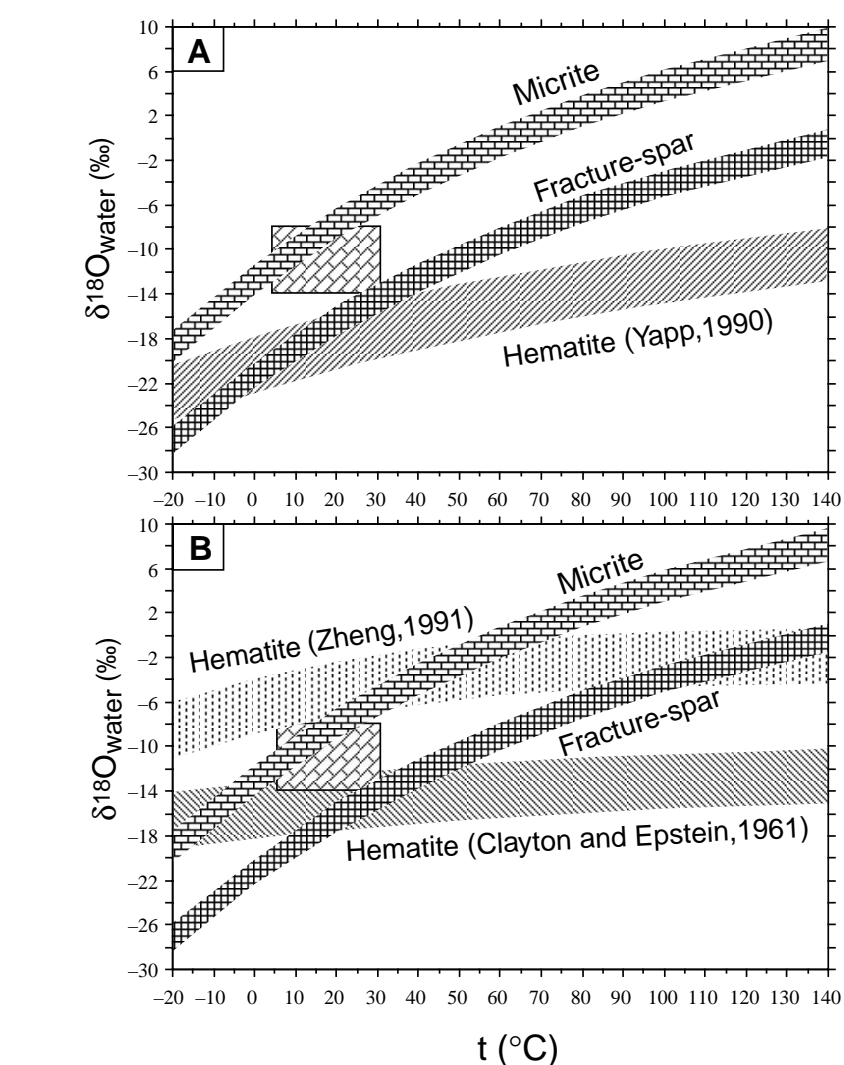 A
10
6
2
–2
–6
–10
–14
–18
–22
–26
–30
δ18Owater (‰)
Micrite
Fracture-spar
Hematite (Yapp,1990)
–20 –10 0 10 20 30 40 50 60 70 80 90 100 110 120 130 140
B
10
6
2
–2
–6
–10
–14
–18
–22
–26
–30
δ18Owater (‰)
Micrite
Hematite (Zheng,1991)
Fracture-spar
Hematite (Clayton and Epstein,1961)
–20 –10 0 10 20 30 40 50 60 70 80 90 100 110 120 130 140
t (°C)